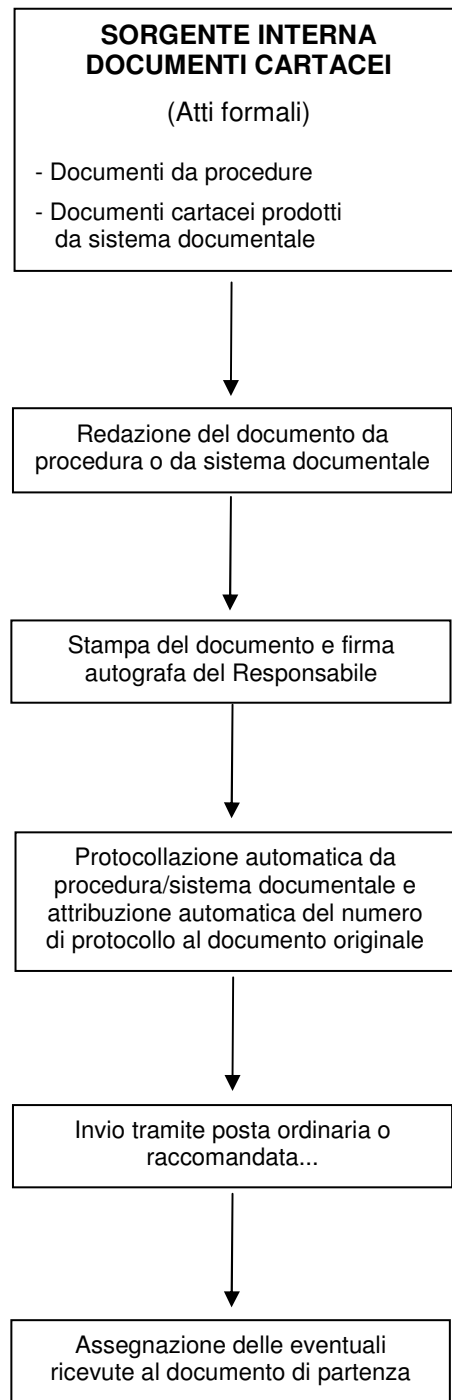 SORGENTE INTERNA
DOCUMENTI CARTACEI
(Atti formali)
- Documenti da procedure
- Documenti cartacei prodotti
da sistema documentale
Redazione del documento da
procedura o da sistema documentale
Stampa del documento e firma
autografa del Responsabile
Protocollazione automatica da
procedura/sistema documentale e
attribuzione automatica del numero
di protocollo al documento originale
Invio tramite posta ordinaria o
raccomandata...
Assegnazione delle eventuali
ricevute al documento di partenza